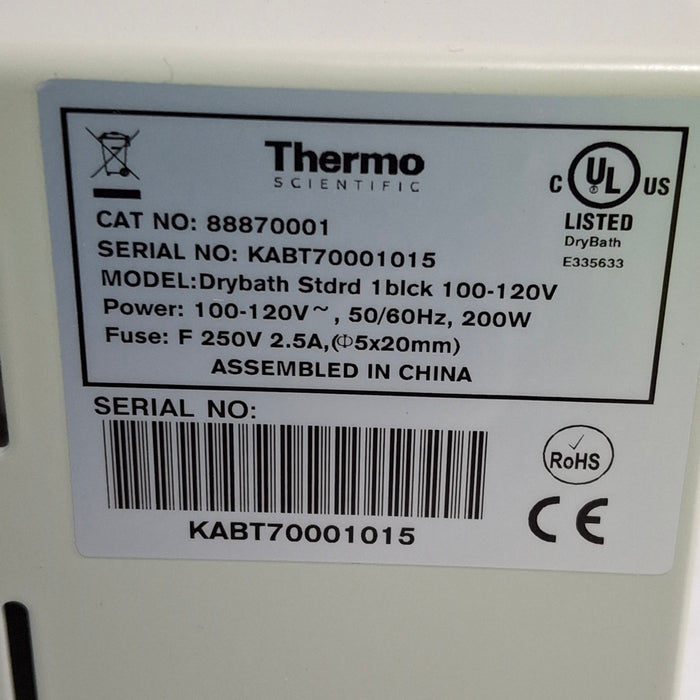 Thermo
SCIENTIFIC
C UL US
®
LISTED
DryBath
E335633
CAT NO: 88870001
SERIAL NO: KABT70001015
MODEL:Drybath Stdrd 1blck 100-120V
Power: 100-120V~, 50/60Hz, 200W
Fuse: F 250V 2.5A,(Φ5x20mm)
ASSEMBLED IN CHINA
SERIAL NO:
KABT70001015
RoHS
CE